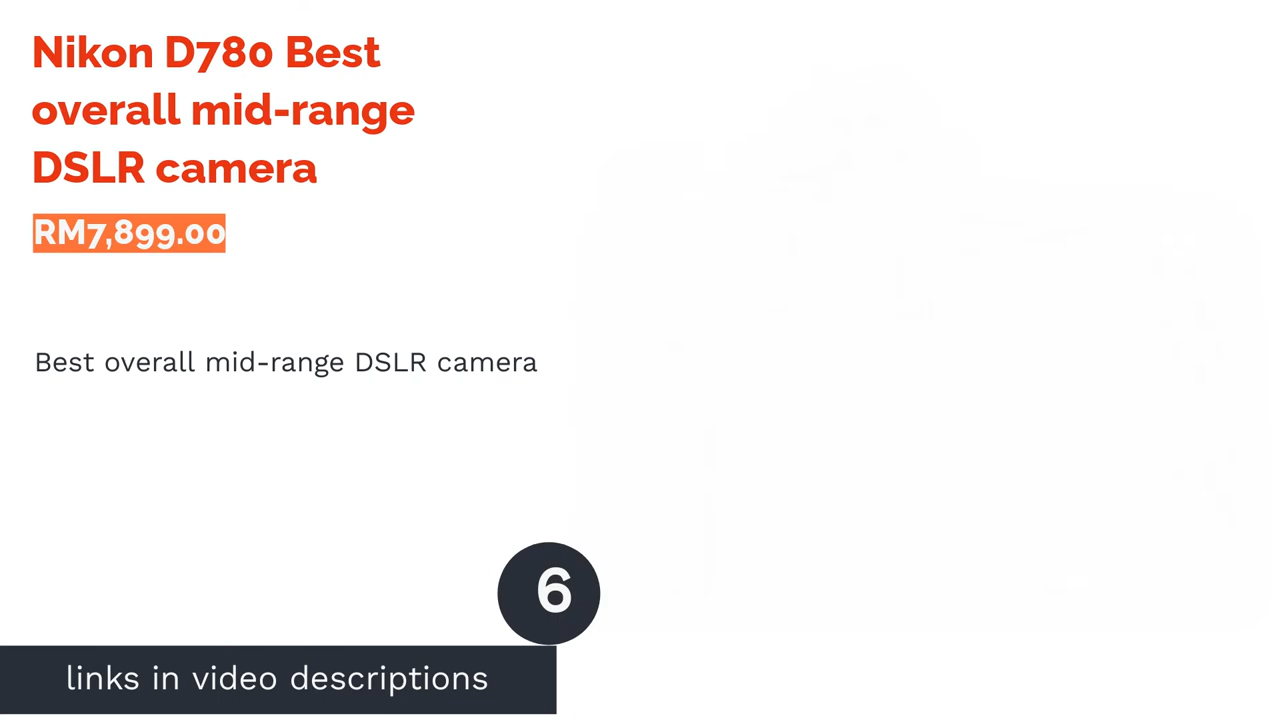 Nikon D780 Best
overall mid-range
DSLR camera
RM7,899.00
Best overall mid-range DSLR camera
6
links in video descriptions